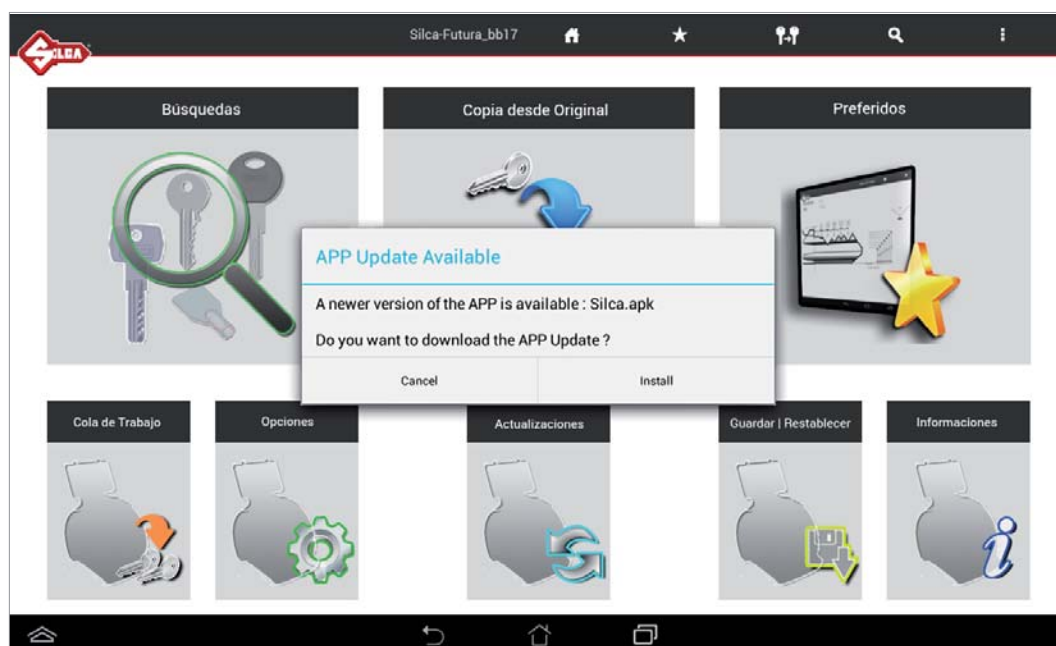 SILCA
Silca-Futura_bb17
Búsquedas
Copia desde Original
Preferidos
APP Update Available
A newer version of the APP is available : Silca.apk
Do you want to download the APP Update ?
Cancel
Install
Cola de Trabajo
Opciones
Actualizaciones
Guardar | Restablecer
Informaciones